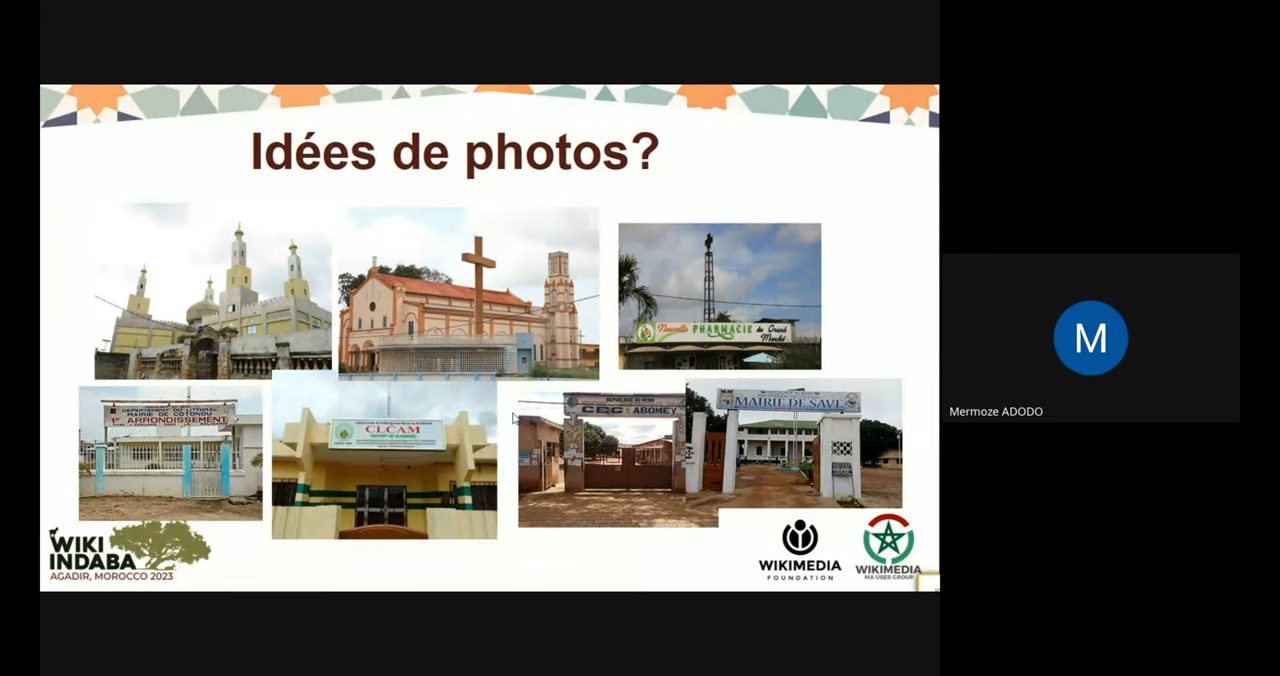 Idées de photos?
Nouvelle PHARMACIE du Grand
Marché
DEPARTEMENT DU LITTORAL
MAIRIE DE COTONOU
1er ARRONDISSEMENT
CLCAM
REPUBLIQUE DU BENIN
CEG 1 ABOMEY
MAIRIE DE SAVE
WIKI
INDABA
AGADIR, MOROCCO 2023
WIKIMEDIA
FOUNDATION
WIKIMEDIA
MA USER GROUP
M
Mermoze ADODO